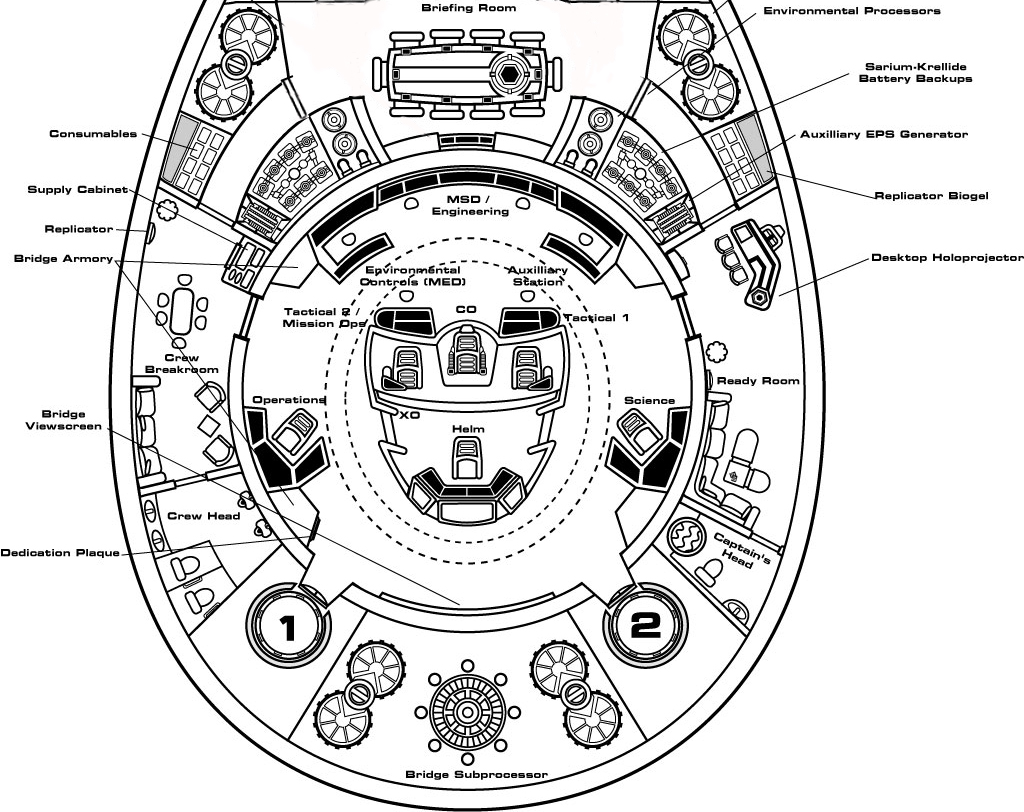 Briefing Room
Environmental Processors
Sarium-Krellide
Battery Backups
Consumables
Auxilliary EPS Generator
Supply Cabinet
Replicator Biogel
MSD /
Engineering
Replicator
Bridge Armory
Desktop Holoprojector
Environmental
Controls (MED)
Auxilliary
Station
Tactical 2 /
Mission Ops
CO
Tactical 1
Crew
Breakroom
Ready Room
Operations
Science
Bridge
Viewscreen
XO
Helm
Crew Head
Captain's
Head
Dedication Plaque
1
2
Bridge Subprocessor